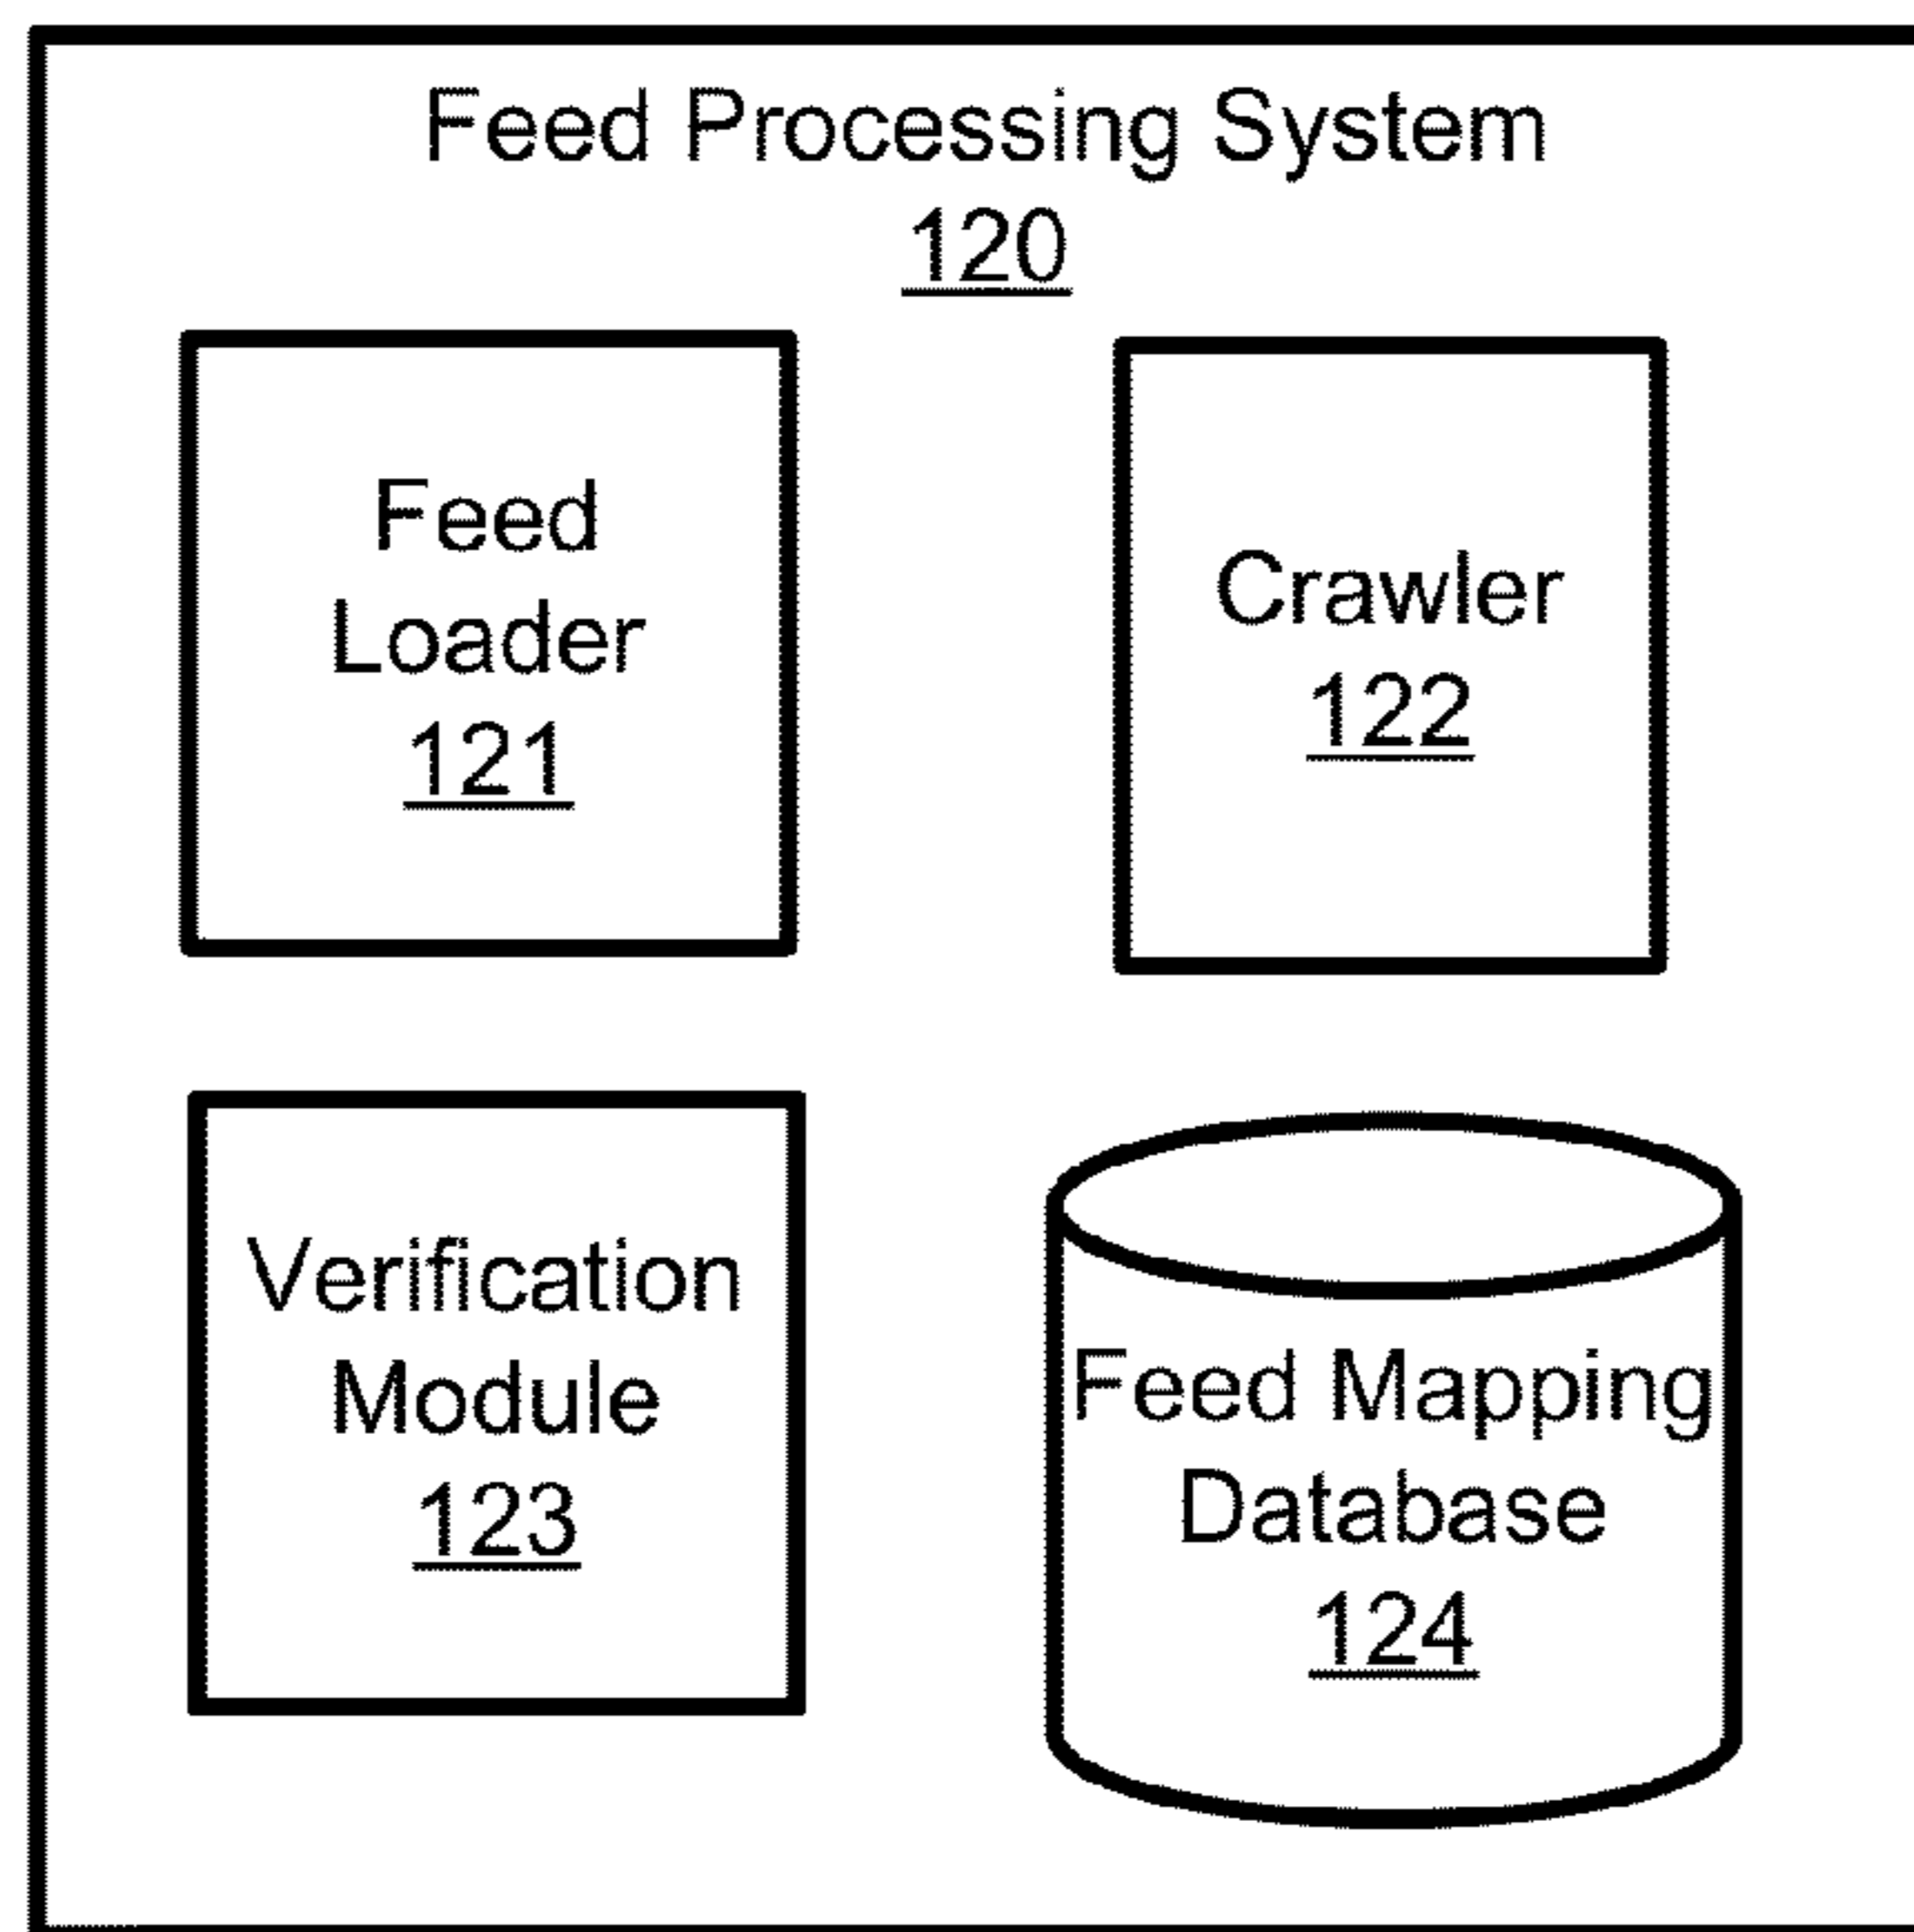 Feed Processing System
120
Feed
Loader
121
Crawler
122
Verification
Module
123
Feed Mapping
Database
124